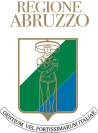 REGIONE
ABRUZZO
GENTIUM VEL FORTISSIMARUM ITALIAE